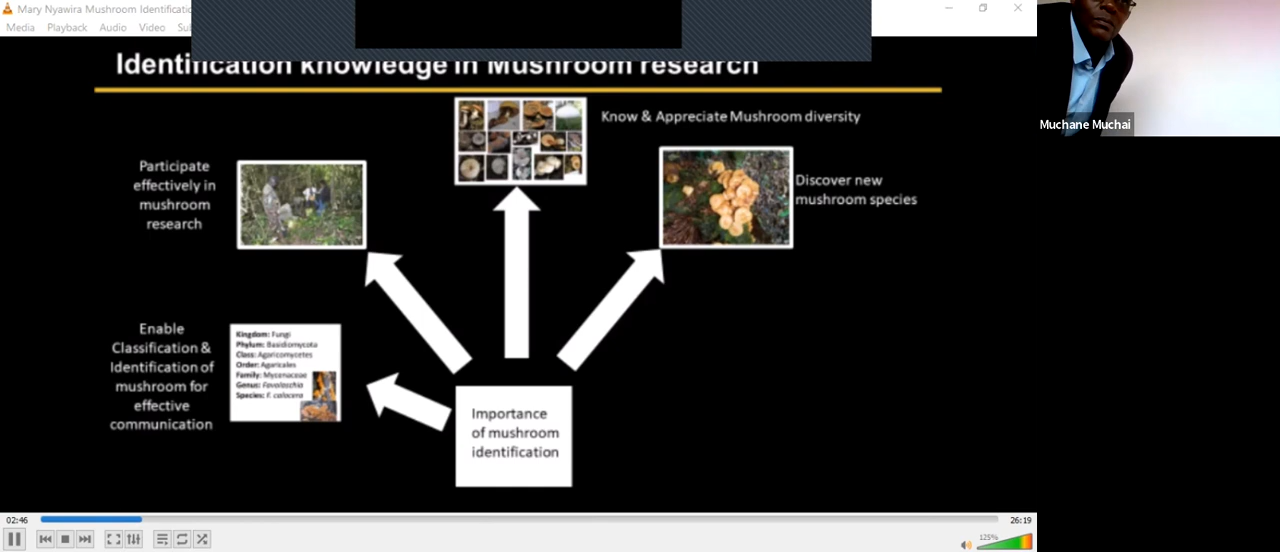 Mary Nyawira Mushroom Identificatio
Media Playback Audio Video Su
Identification knowledge in Mushroom research
Know & Appreciate Mushroom diversity
Participate
effectively in
mushroom
research
Discover new
mushroom species
Enable
Classification &
Identification of
mushroom for
effective
communication
Kingdom: Fungi
Phylum: Basidiomycota
Class: Agaricomycetes
Order: Agaricales
Family: Mycenaceae
Genus: Favolaschia
Species: F. calocera
Importance
of mushroom
identification
Muchane Muchai
02:46
26:19
125%